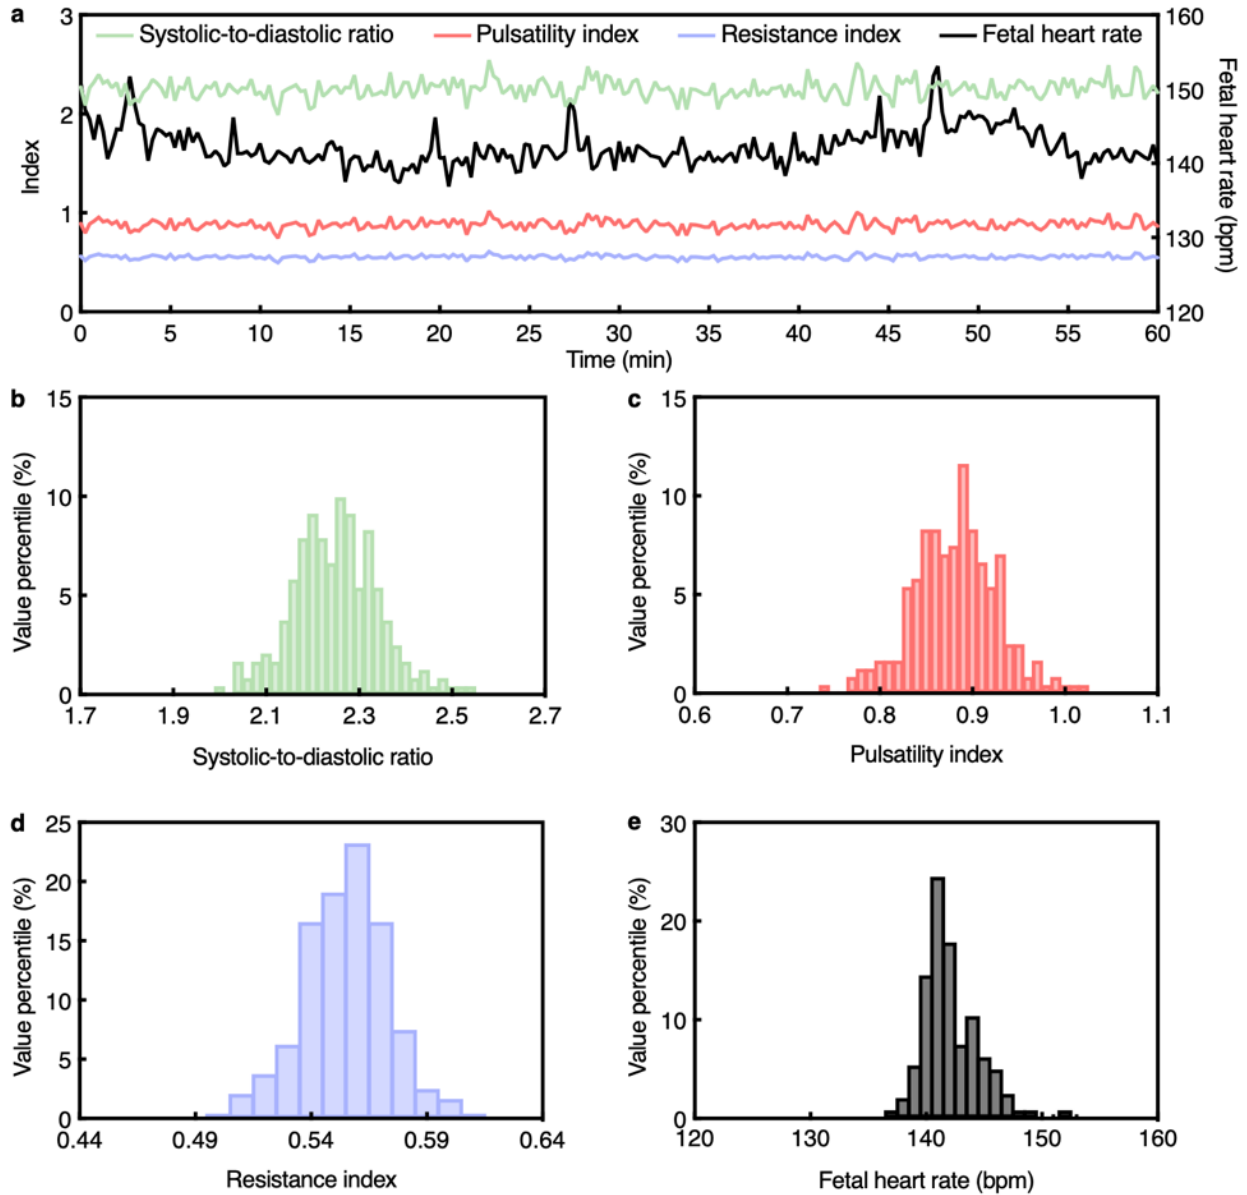 a
3
2
1
0
Index
Systolic-to-diastolic ratio
Pulsatility index
Resistance index
Fetal heart rate
160
150
140
130
120
Fetal heart rate (bpm)
0 5 10 15 20 25 30 35 40 45 50 55 60
Time (min)
b
15
10
5
0
Value percentile (%)
1.7 1.9 2.1 2.3 2.5 2.7
Systolic-to-diastolic ratio
c
15
10
5
0
Value percentile (%)
0.6 0.7 0.8 0.9 1.0 1.1
Pulsatility index
d
25
20
15
10
5
0
Value percentile (%)
0.44 0.49 0.54 0.59 0.64
Resistance index
e
30
20
10
0
Value percentile (%)
120 130 140 150 160
Fetal heart rate (bpm)